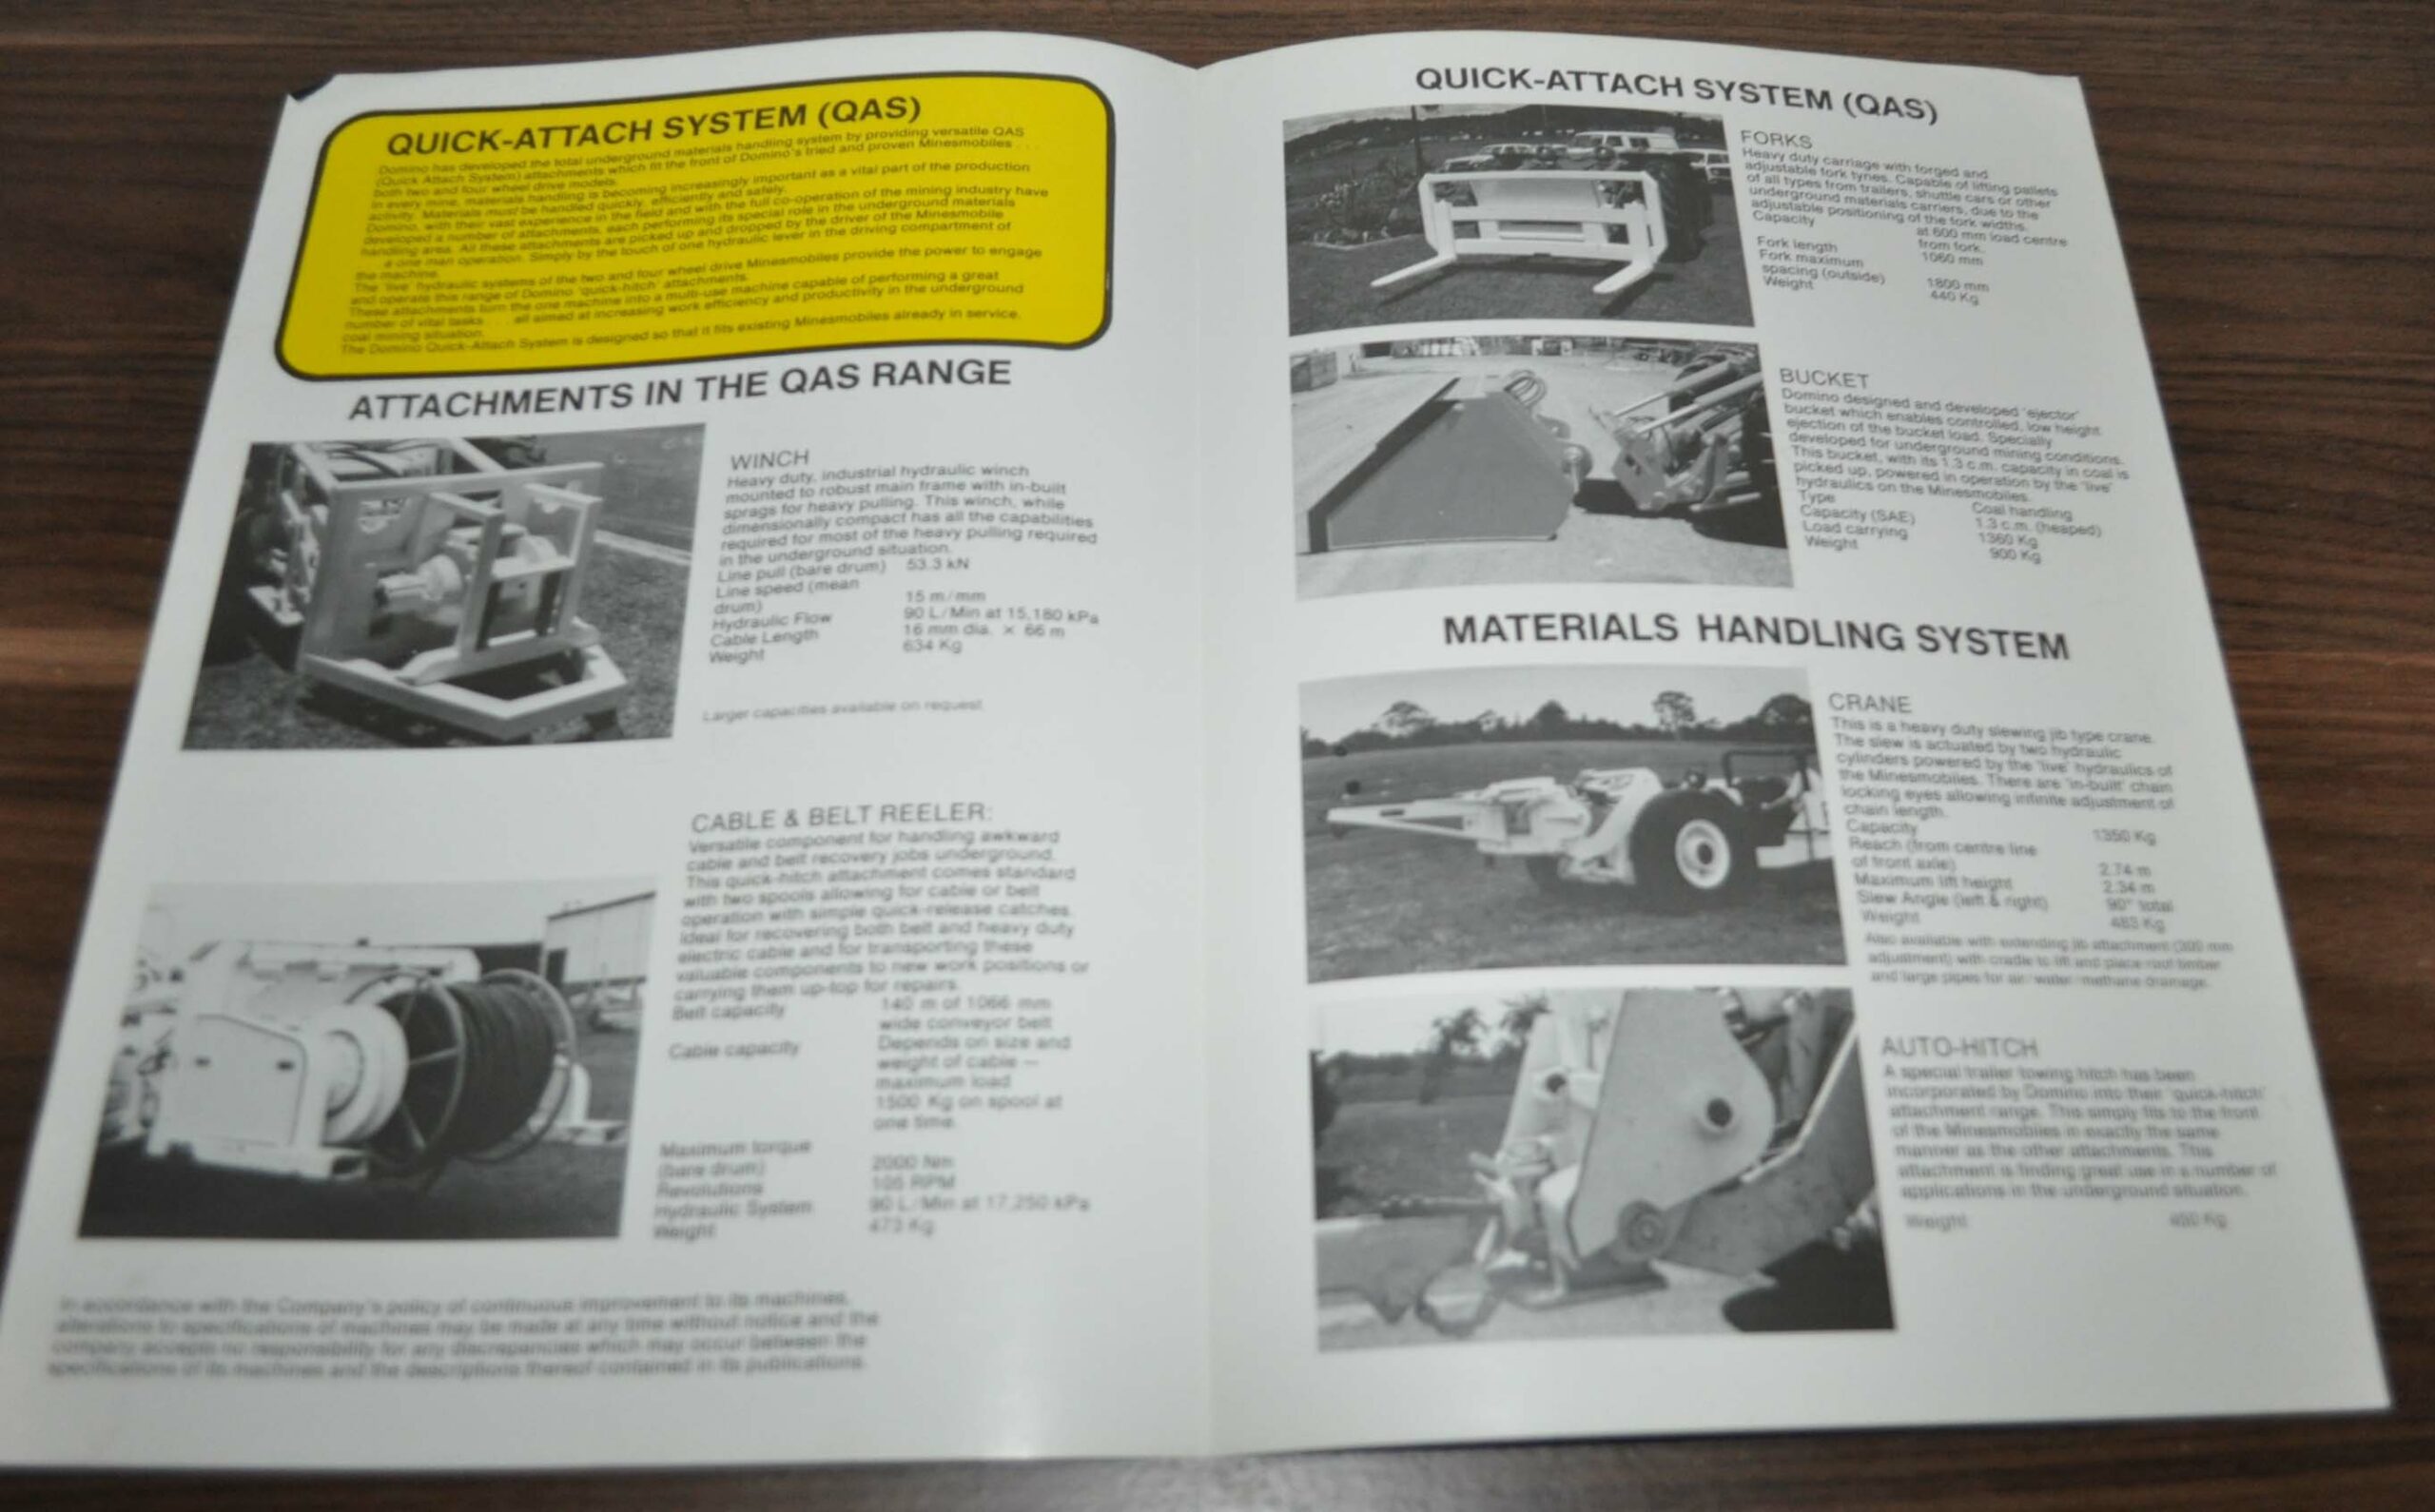 QUICK-ATTACH SYSTEM (QAS)
Domino has developed the total underground materials handling system by providing versatile QAS
(Quick Attach System) attachments which fit the front of Domino's tried and proven Minesmobiles . . .
both two and four wheel drive models.
In every mine, materials handling is becoming increasingly important as a vital part of the production
activity. Materials must be handled quickly, efficiently and safely.
Domino, with their vast experience in the field and with the full co-operation of the mining industry have
developed a number of attachments, each performing its special role in the underground materials
handling area. All these attachments are picked up and dropped by the driver of the Minesmobile
a one man operation. Simply by the touch of one hydraulic lever in the driving compartment of
the machine.
The 'live' hydraulic systems of the two and four wheel drive Minesmobiles provide the power to engage
and operate this range of Domino 'quick-hitch' attachments.
These attachments turn the one machine into a multi-use machine capable of performing a great
number of vital tasks . . . all aimed at increasing work efficiency and productivity in the underground
coal mining situation.
The Domino Quick-Attach System is designed so that it fits existing Minesmobiles already in service.
ATTACHMENTS IN THE QAS RANGE
WINCH
Heavy duty, industrial hydraulic winch
mounted to robust main frame with in-built
sprags for heavy pulling. This winch, while
dimensionally compact has all the capabilities
required for most of the heavy pulling required
in the underground situation.
Line pull (bare drum) 53.3 kN
Line speed (mean
drum) 15 m/mm
Hydraulic Flow 90 L/Min at 15,180 kPa
Cable Length 16 mm dia. × 66 m
Weight 634 Kg
Larger capacities available on request.
CABLE & BELT REELER:
Versatile component for handling awkward
cable and belt recovery jobs underground.
This quick-hitch attachment comes standard
with two spools allowing for cable or belt
operation with simple quick-release catches.
Ideal for recovering both belt and heavy duty
electric cable and for transporting these
valuable components to new work positions or
carrying them up-top for repairs.
Belt capacity 140 m of 1066 mm
wide conveyor belt
Cable capacity Depends on size and
weight of cable —
maximum load
1500 Kg on spool at
one time.
Maximum torque
(bare drum) 2000 Nm
Revolutions 105 RPM
Hydraulic System 90 L/Min at 17,250 kPa
Weight 473 Kg
In accordance with the Company's policy of continuous improvement to its machines,
alterations to specifications of machines may be made at any time without notice and the
company accepts no responsibility for any discrepancies which may occur between the
specifications of its machines and the descriptions thereof contained in its publications.
QUICK-ATTACH SYSTEM (QAS)
FORKS
Heavy duty carriage with forged and
adjustable fork tynes. Capable of lifting pallets
of all types from trailers, shuttle cars or other
underground materials carriers, due to the
adjustable positioning of the fork widths.
Capacity at 600 mm load centre
from fork.
Fork length 1060 mm
Fork maximum
spacing (outside) 1800 mm
Weight 440 Kg
BUCKET
Domino designed and developed 'ejector'
bucket which enables controlled, low height
ejection of the bucket load. Specially
developed for underground mining conditions.
This bucket, with its 1.3 c.m. capacity in coal is
picked up, powered in operation by the 'live'
hydraulics on the Minesmobiles.
Type Coal handling
Capacity (SAE) 1.3 c.m. (heaped)
Load carrying 1360 Kg
Weight 900 Kg
MATERIALS HANDLING SYSTEM
CRANE
This is a heavy duty slewing jib type crane.
The slew is actuated by two hydraulic
cylinders powered by the 'live' hydraulics of
the Minesmobiles. There are 'in-built' chain
locking eyes allowing infinite adjustment of
chain length.
Capacity 1350 Kg
Reach (from centre line
of front axle) 2.74 m
Maximum lift height 2.34 m
Slew Angle (left & right) 90° total
Weight 483 Kg
Also available with extending jib attachment (300 mm
adjustment) with cradle to lift and place roof timber
and large pipes for air/water/methane drainage.
AUTO-HITCH
A special trailer towing hitch has been
incorporated by Domino into their 'quick-hitch'
attachment range. This simply fits to the front
of the Minesmobiles in exactly the same
manner as the other attachments. This
attachment is finding great use in a number of
applications in the underground situation.
Weight Kg